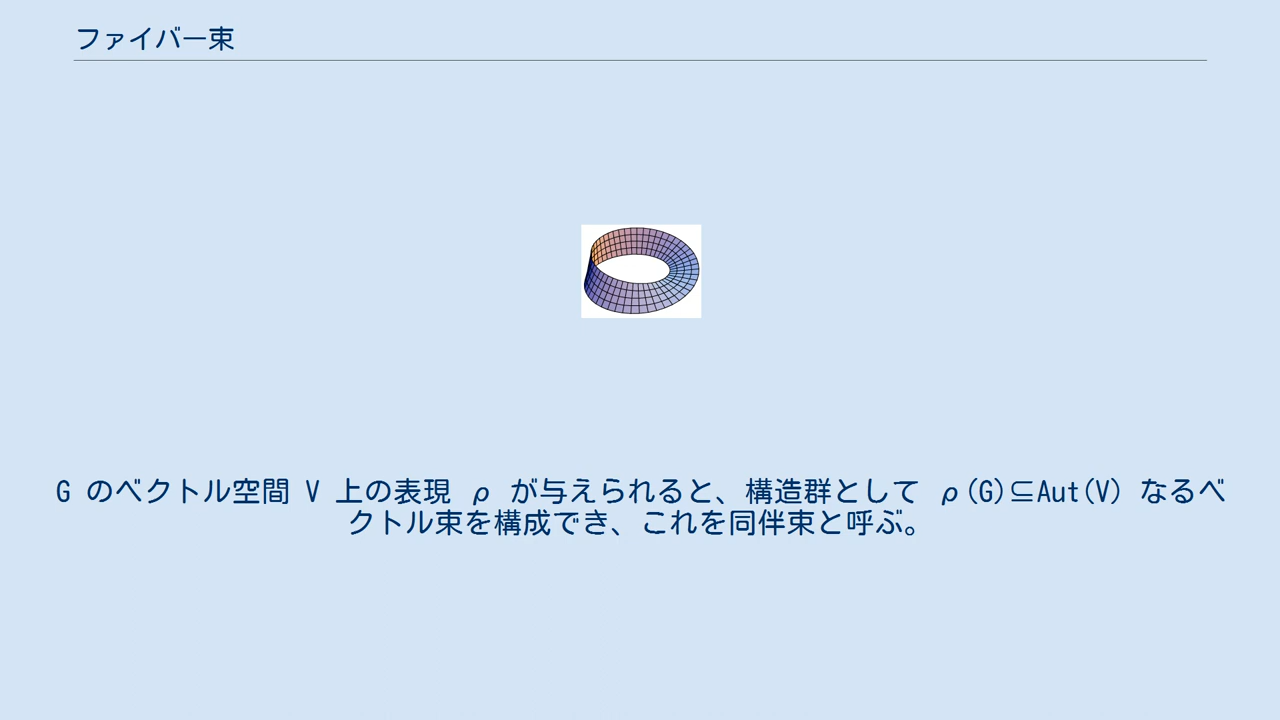 ファイバー束
G のベクトル空間 V 上の表現 ρ が与えられると、構造群として ρ(G)⊆Aut(V) なるベ
クトル束を構成でき、これを同伴束と呼ぶ。